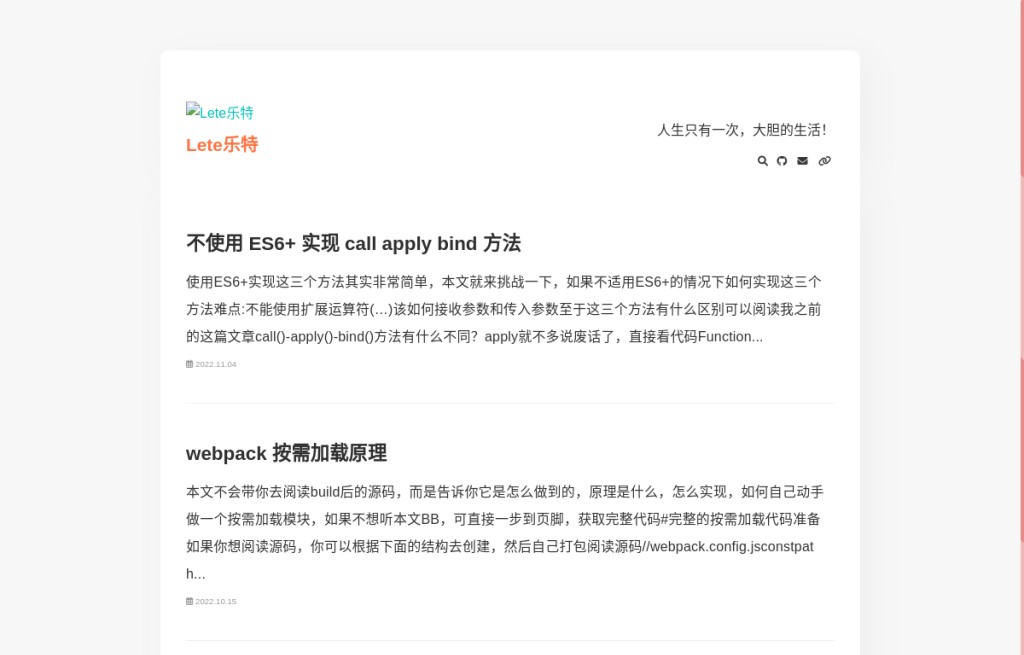 Lete乐特
Lete乐特
人生只有一次，大胆的生活！
不使用 ES6+ 实现 call apply bind 方法
使用ES6+实现这三个方法其实非常简单，本文就来挑战一下，如果不适用ES6+的情况下如何实现这三个
方法难点:不能使用扩展运算符(…)该如何接收参数和传入参数至于这三个方法有什么区别可以阅读我之前
的这篇文章call()-apply()-bind()方法有什么不同？apply就不多说废话了，直接看代码Function...
2022.11.04
webpack 按需加载原理
本文不会带你去阅读build后的源码，而是告诉你它是怎么做到的，原理是什么，怎么实现，如何自己动手
做一个按需加载模块，如果不想听本文BB，可直接一步到页脚，获取完整代码#完整的按需加载代码准备
如果你想阅读源码，你可以根据下面的结构去创建，然后自己打包阅读源码//webpack.config.jsconstpat
h...
2022.10.15